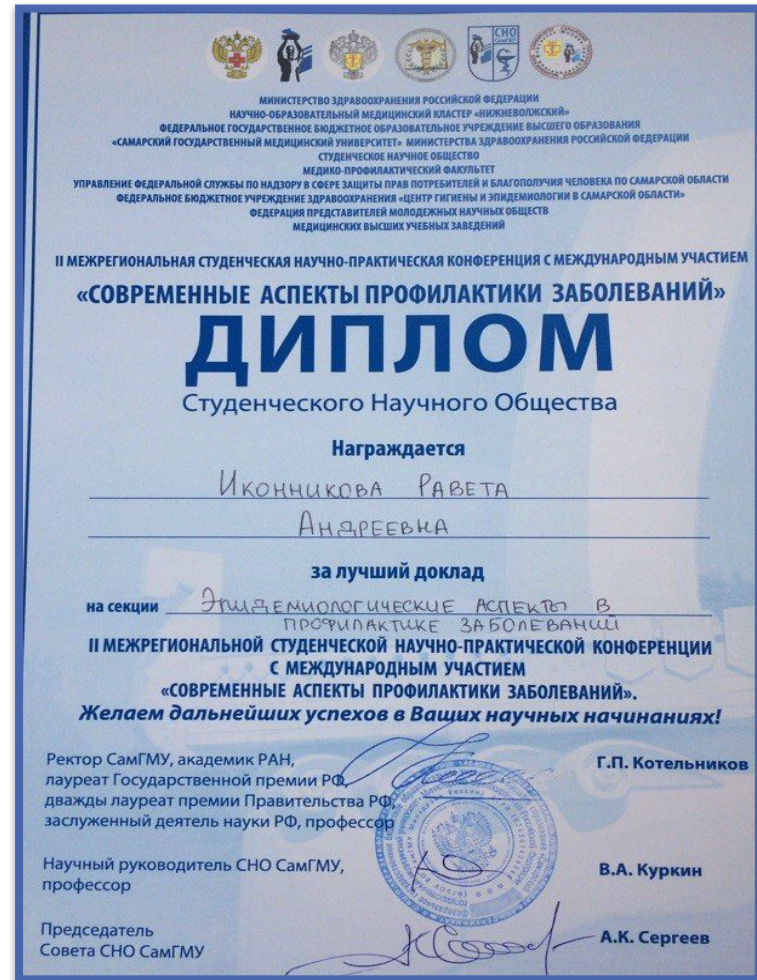 СНО
СамГМУ
МИНИСТЕРСТВО ЗДРАВООХРАНЕНИЯ РОССИЙСКОЙ ФЕДЕРАЦИИ
НАУЧНО-ОБРАЗОВАТЕЛЬНЫЙ МЕДИЦИНСКИЙ КЛАСТЕР «НИЖНЕВОЛЖСКИЙ»
ФЕДЕРАЛЬНОЕ ГОСУДАРСТВЕННОЕ БЮДЖЕТНОЕ ОБРАЗОВАТЕЛЬНОЕ УЧРЕЖДЕНИЕ ВЫСШЕГО ОБРАЗОВАНИЯ
«САМАРСКИЙ ГОСУДАРСТВЕННЫЙ МЕДИЦИНСКИЙ УНИВЕРСИТЕТ» МИНИСТЕРСТВА ЗДРАВООХРАНЕНИЯ РОССИЙСКОЙ ФЕДЕРАЦИИ
СТУДЕНЧЕСКОЕ НАУЧНОЕ ОБЩЕСТВО
МЕДИКО-ПРОФИЛАКТИЧЕСКИЙ ФАКУЛЬТЕТ
УПРАВЛЕНИЕ ФЕДЕРАЛЬНОЙ СЛУЖБЫ ПО НАДЗОРУ В СФЕРЕ ЗАЩИТЫ ПРАВ ПОТРЕБИТЕЛЕЙ И БЛАГОПОЛУЧИЯ ЧЕЛОВЕКА ПО САМАРСКОЙ ОБЛАСТИ
ФЕДЕРАЛЬНОЕ БЮДЖЕТНОЕ УЧРЕЖДЕНИЕ ЗДРАВООХРАНЕНИЯ «ЦЕНТР ГИГИЕНЫ И ЭПИДЕМИОЛОГИИ В САМАРСКОЙ ОБЛАСТИ»
ФЕДЕРАЦИЯ ПРЕДСТАВИТЕЛЕЙ МОЛОДЕЖНЫХ НАУЧНЫХ ОБЩЕСТВ
МЕДИЦИНСКИХ ВЫСШИХ УЧЕБНЫХ ЗАВЕДЕНИЙ
II МЕЖРЕГИОНАЛЬНАЯ СТУДЕНЧЕСКАЯ НАУЧНО-ПРАКТИЧЕСКАЯ КОНФЕРЕНЦИЯ С МЕЖДУНАРОДНЫМ УЧАСТИЕМ
«СОВРЕМЕННЫЕ АСПЕКТЫ ПРОФИЛАКТИКИ ЗАБОЛЕВАНИЙ»
ДИПЛОМ
Студенческого Научного Общества
Награждается
Иконникова Равета
Андреевна
за лучший доклад
на секции Эпидемиологические аспекты в
профилактике заболеваний
II МЕЖРЕГИОНАЛЬНОЙ СТУДЕНЧЕСКОЙ НАУЧНО-ПРАКТИЧЕСКОЙ КОНФЕРЕНЦИИ
С МЕЖДУНАРОДНЫМ УЧАСТИЕМ
«СОВРЕМЕННЫЕ АСПЕКТЫ ПРОФИЛАКТИКИ ЗАБОЛЕВАНИЙ».
Желаем дальнейших успехов в Ваших научных начинаниях!
Ректор СамГМУ, академик РАН,
лауреат Государственной премии РФ,
дважды лауреат премии Правительства РФ,
заслуженный деятель науки РФ, профессор
Г.П. Котельников
Научный руководитель СНО СамГМУ,
профессор
В.А. Куркин
Председатель
Совета СНО СамГМУ
А.К. Сергеев